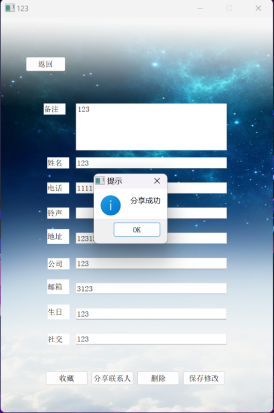 123
返回
备注
123
姓名
123
提示
电话
1111
分享成功
铃声
地址
OK
公司
123
邮箱
3123
生日
123
社交
123
收藏
分享联系人
删除
保存修改